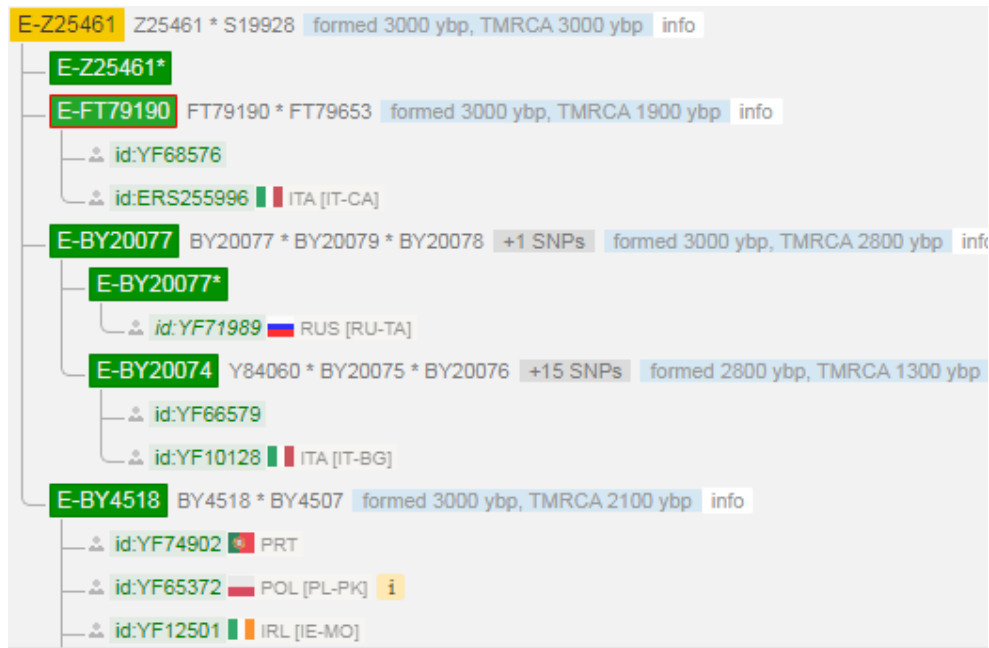 E-Z25461 Z25461 * S19928 formed 3000 ybp, TMRCA 3000 ybp info
E-Z25461*
E-FT79190 FT79190 * FT79653 formed 3000 ybp, TMRCA 1900 ybp info
id:YF68576
id:ERS255996 ITA [IT-CA]
E-BY20077 BY20077 * BY20079 * BY20078 +1 SNPs formed 3000 ybp, TMRCA 2800 ybp info
E-BY20077*
id:YF71989 RUS [RU-TA]
E-BY20074 Y84060 * BY20075 * BY20076 +15 SNPs formed 2800 ybp, TMRCA 1300 ybp
id:YF66579
id:YF10128 ITA [IT-BG]
E-BY4518 BY4518 * BY4507 formed 3000 ybp, TMRCA 2100 ybp info
id:YF74902 PRT
id:YF65372 POL [PL-PK] i
id:YF12501 IRL [IE-MO]